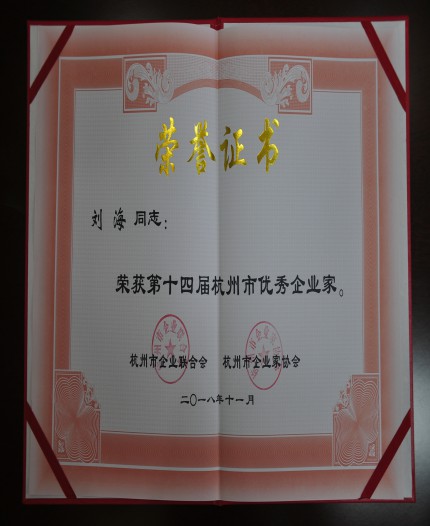 荣誉证书
刘海同志：
荣获第十四届杭州市优秀企业家。
杭州市企业联合会 杭州市企业家协会
二〇一八年十一月